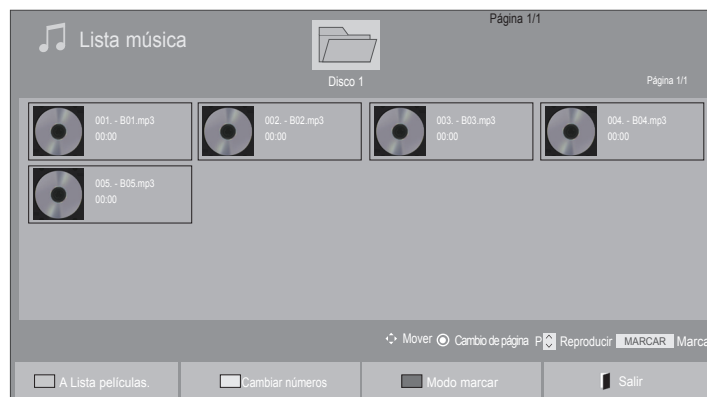 Página 1/1
Lista música
Disco 1
Página 1/1
001. - B01.mp3
00:00
002. - B02.mp3
00:00
003. - B03.mp3
00:00
004. - B04.mp3
00:00
005. - B05.mp3
00:00
Mover Cambio de página P Reproducir MARCAR Marca
A Lista películas. Cambiar números Modo marcar Salir